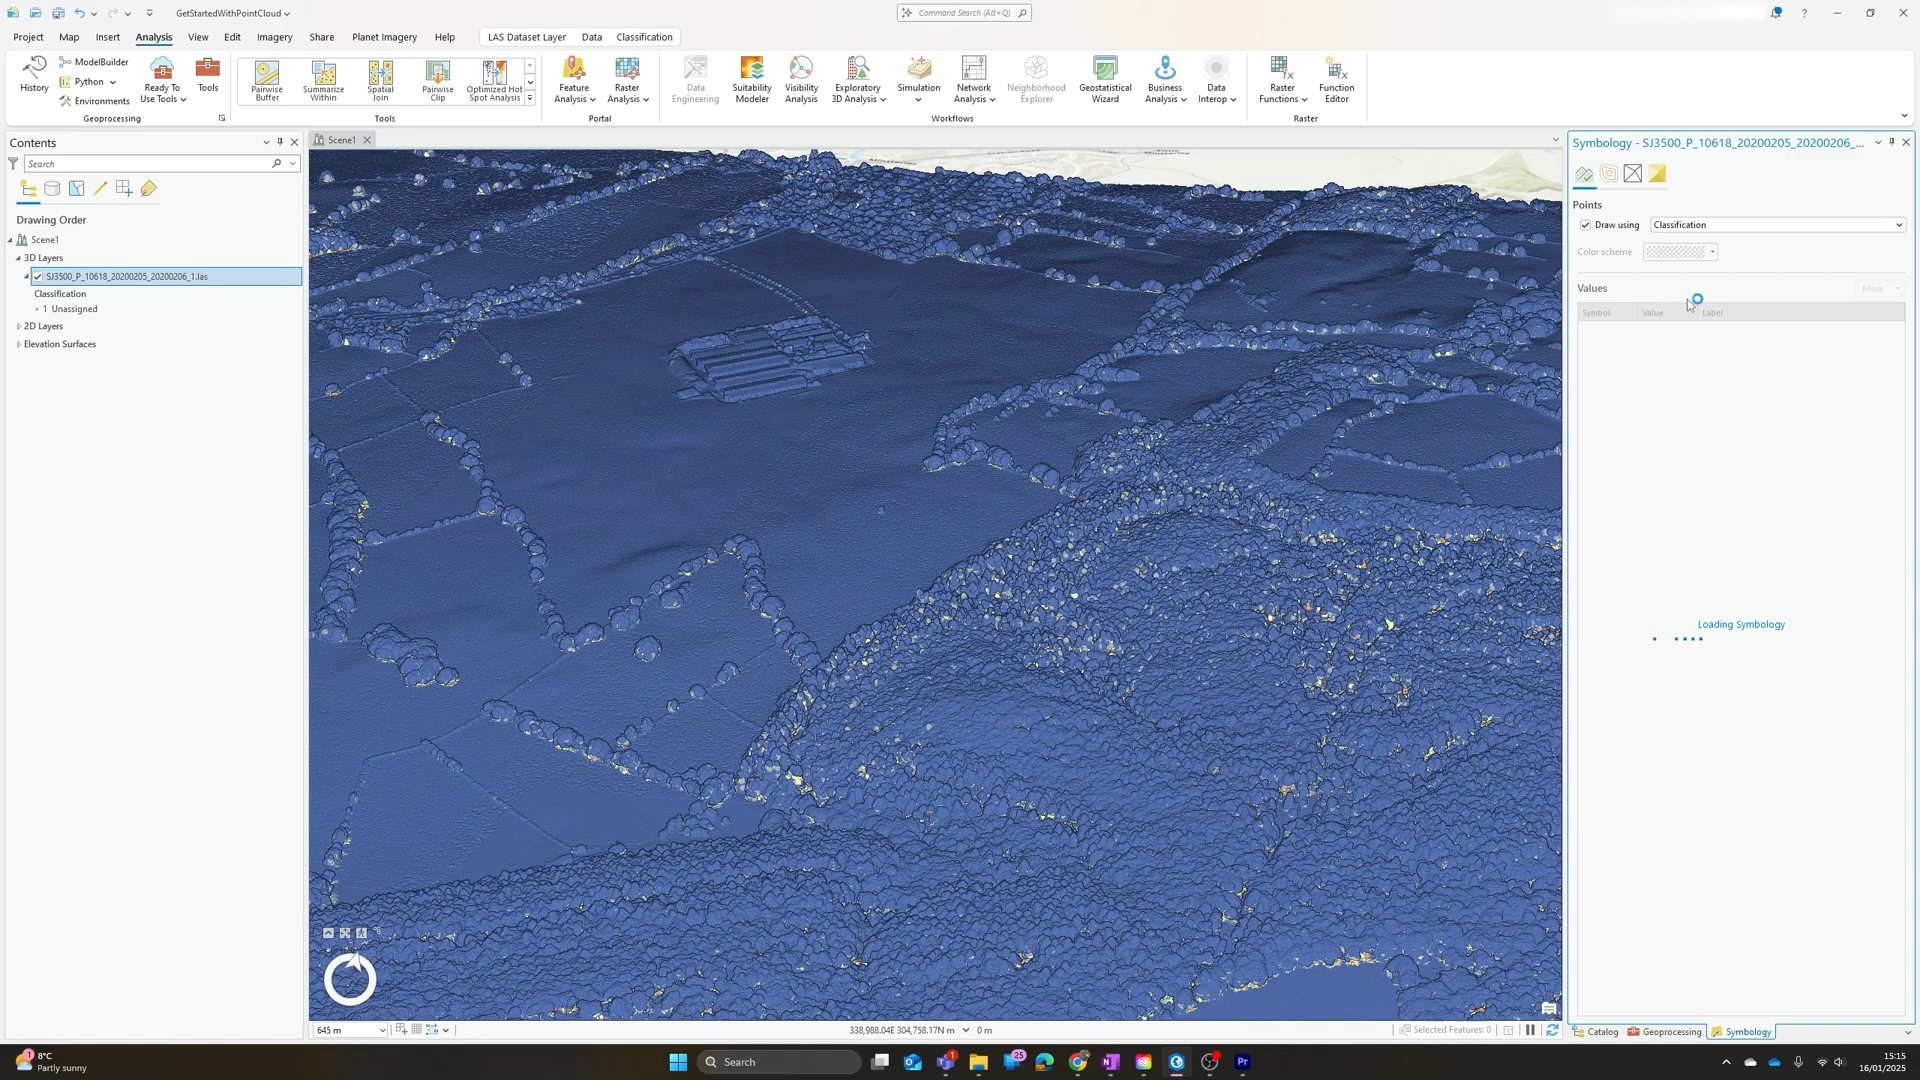 GetStartedWithPointCloud
Command Search (Alt+Q)
Project Map Insert Analysis View Edit Imagery Share Planet Imagery Help LAS Dataset Layer Data Classification
History
ModelBuilder
Python
Environments
Ready To
Use Tools
Tools
Geoprocessing
Pairwise
Buffer
Summarize
Within
Spatial
Join
Pairwise
Clip
Optimized Hot
Spot Analysis
Tools
Feature
Analysis
Raster
Analysis
Portal
Data
Engineering
Suitability
Modeler
Visibility
Analysis
Exploratory
3D Analysis
Simulation
Network
Analysis
Neighborhood
Explorer
Geostatistical
Wizard
Business
Analysis
Data
Interop
Workflows
Raster
Functions
Function
Editor
Raster
Contents
Search
Drawing Order
Scene1
3D Layers
SJ3500_P_10618_20200205_20200206_1.las
Classification
1 Unassigned
2D Layers
Elevation Surfaces
Scene1
645 m
338,988.04E 304,758.17N m
0 m
Selected Features: 0
Symbology - SJ3500_P_10618_20200205_20200206_...
Points
Draw using Classification
Color scheme
Values More
Symbol Value Label
Loading Symbology
Catalog Geoprocessing Symbology
1
8°C
Partly sunny
Search
1
25
Pr
15:15
16/01/2025